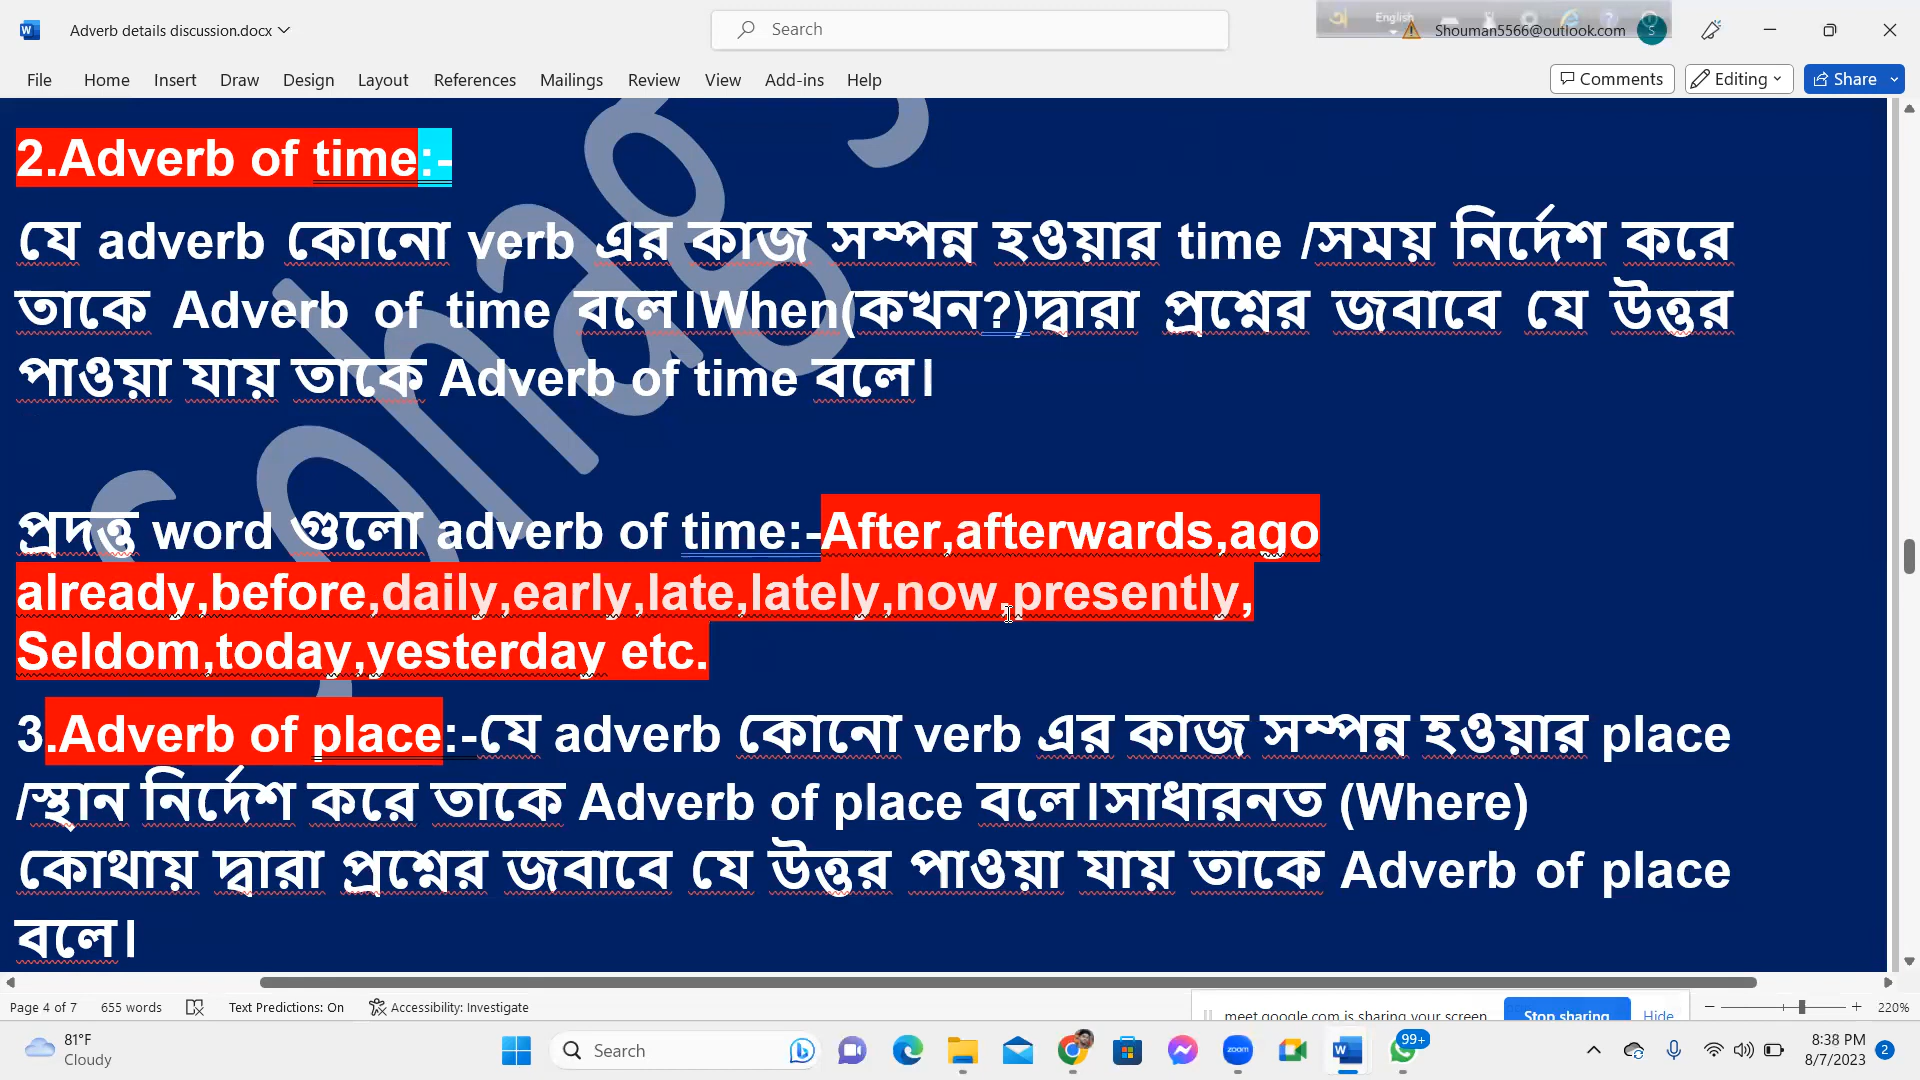 Adverb details discussion.docx
Search
English
Shouman5566@outlook.com
S
File Home Insert Draw Design Layout References Mailings Review View Add-ins Help
Comments Editing Share
2.Adverb of time:-
যে adverb কোনো verb এর কাজ সম্পন্ন হওয়ার time /সময় নির্দেশ করে
তাকে Adverb of time বলে।When(কখন?)দ্বারা প্রশ্নের জবাবে যে উত্তর
পাওয়া যায় তাকে Adverb of time বলে।
প্রদত্ত word গুলো adverb of time:-After,afterwards,ago
already,before,daily,early,late,lately,now,presently,
Seldom,today,yesterday etc.
3.Adverb of place:-যে adverb কোনো verb এর কাজ সম্পন্ন হওয়ার place
/স্থান নির্দেশ করে তাকে Adverb of place বলে।সাধারনত (Where)
কোথায় দ্বারা প্রশ্নের জবাবে যে উত্তর পাওয়া যায় তাকে Adverb of place
বলে।
Page 4 of 7 655 words Text Predictions: On Accessibility: Investigate
meet.google.com is sharing your screen. Stop sharing Hide
220%
81°F
Cloudy
Search
zoom
99+
8:38 PM
8/7/2023
2